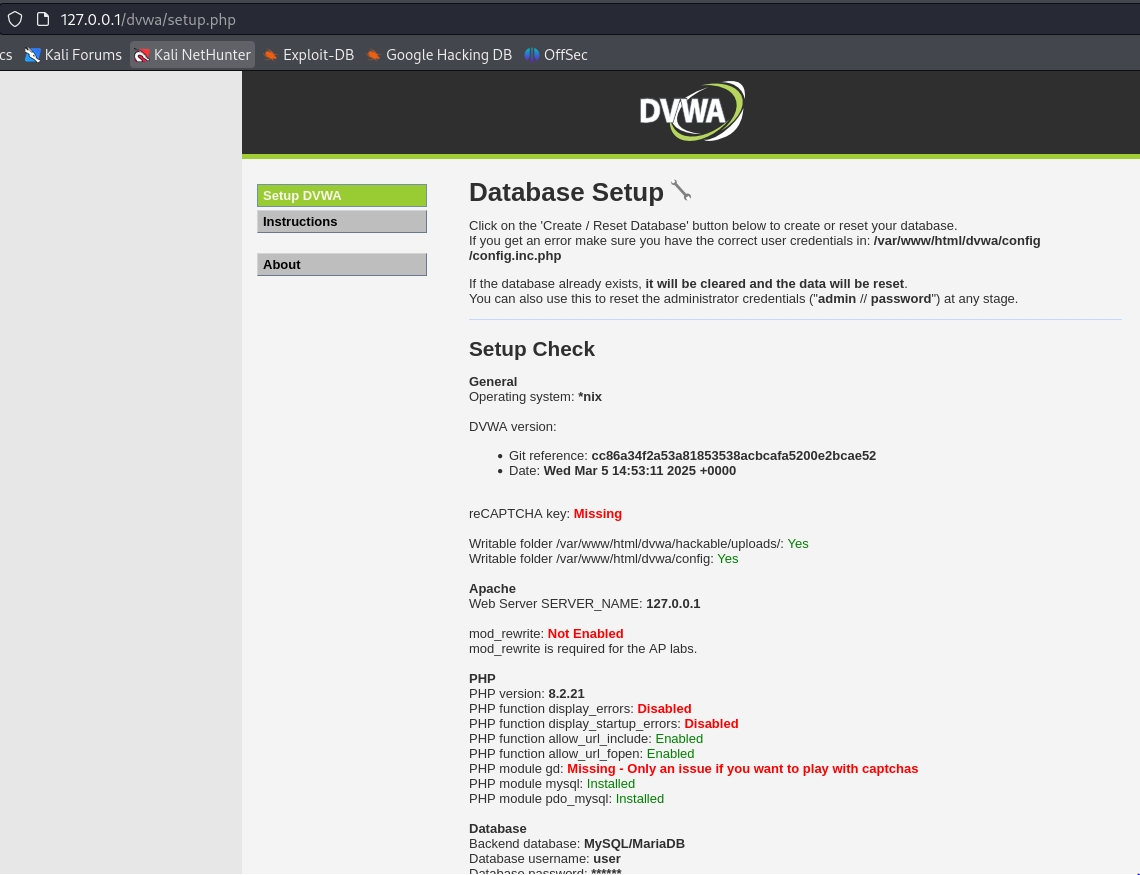 127.0.0.1/dvwa/setup.php
cs Kali Forums Kali NetHunter Exploit-DB Google Hacking DB OffSec
DVWA
Setup DVWA
Instructions
About
Database Setup
Click on the 'Create / Reset Database' button below to create or reset your database.
If you get an error make sure you have the correct user credentials in: /var/www/html/dvwa/config
/config.inc.php
If the database already exists, it will be cleared and the data will be reset.
You can also use this to reset the administrator credentials ("admin // password") at any stage.
Setup Check
General
Operating system: *nix
DVWA version:
• Git reference: cc86a34f2a53a81853538acbcafa5200e2bcae52
• Date: Wed Mar 5 14:53:11 2025 +0000
reCAPTCHA key: Missing
Writable folder /var/www/html/dvwa/hackable/uploads/: Yes
Writable folder /var/www/html/dvwa/config: Yes
Apache
Web Server SERVER_NAME: 127.0.0.1
mod_rewrite: Not Enabled
mod_rewrite is required for the AP labs.
PHP
PHP version: 8.2.21
PHP function display_errors: Disabled
PHP function display_startup_errors: Disabled
PHP function allow_url_include: Enabled
PHP function allow_url_fopen: Enabled
PHP module gd: Missing - Only an issue if you want to play with captchas
PHP module mysql: Installed
PHP module pdo_mysql: Installed
Database
Backend database: MySQL/MariaDB
Database username: user
Database password: ******